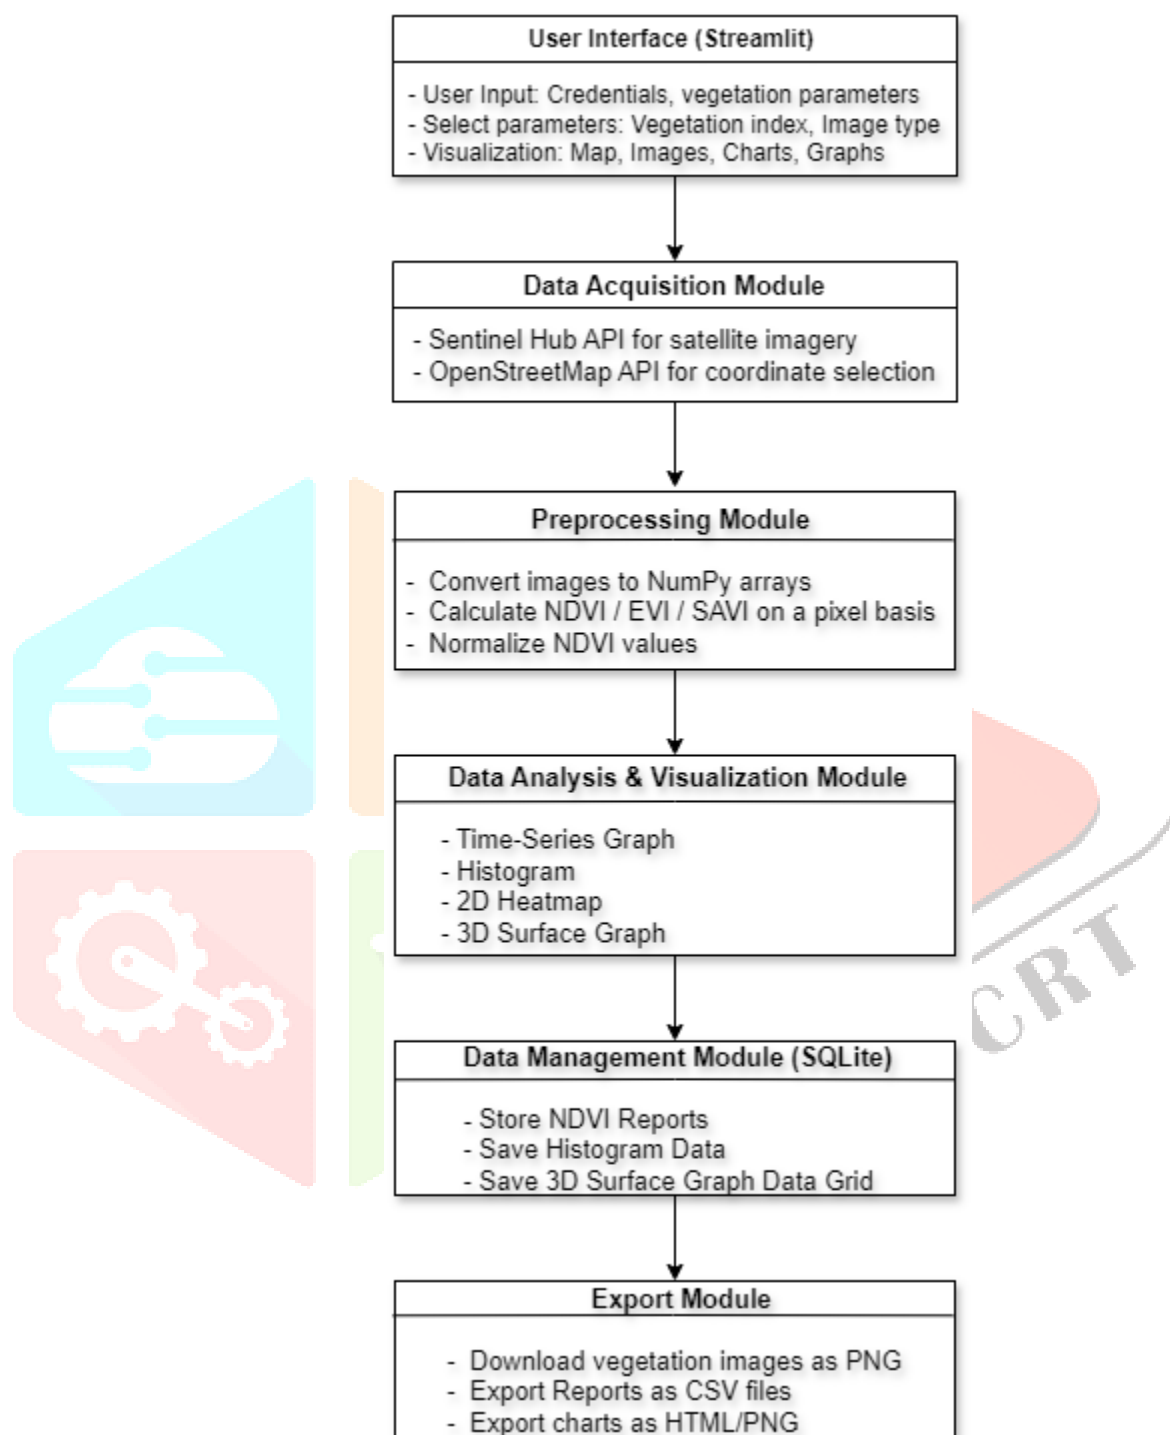 User Interface (Streamlit)
- User Input: Credentials, vegetation parameters
- Select parameters: Vegetation index, Image type
- Visualization: Map, Images, Charts, Graphs
Data Acquisition Module
- Sentinel Hub API for satellite imagery
- OpenStreetMap API for coordinate selection
Preprocessing Module
- Convert images to NumPy arrays
- Calculate NDVI / EVI / SAVI on a pixel basis
- Normalize NDVI values
Data Analysis & Visualization Module
- Time-Series Graph
- Histogram
- 2D Heatmap
- 3D Surface Graph
CRT
Data Management Module (SQLite)
- Store NDVI Reports
- Save Histogram Data
- Save 3D Surface Graph Data Grid
Export Module
- Download vegetation images as PNG
- Export Reports as CSV files
- Export charts as HTML/PNG